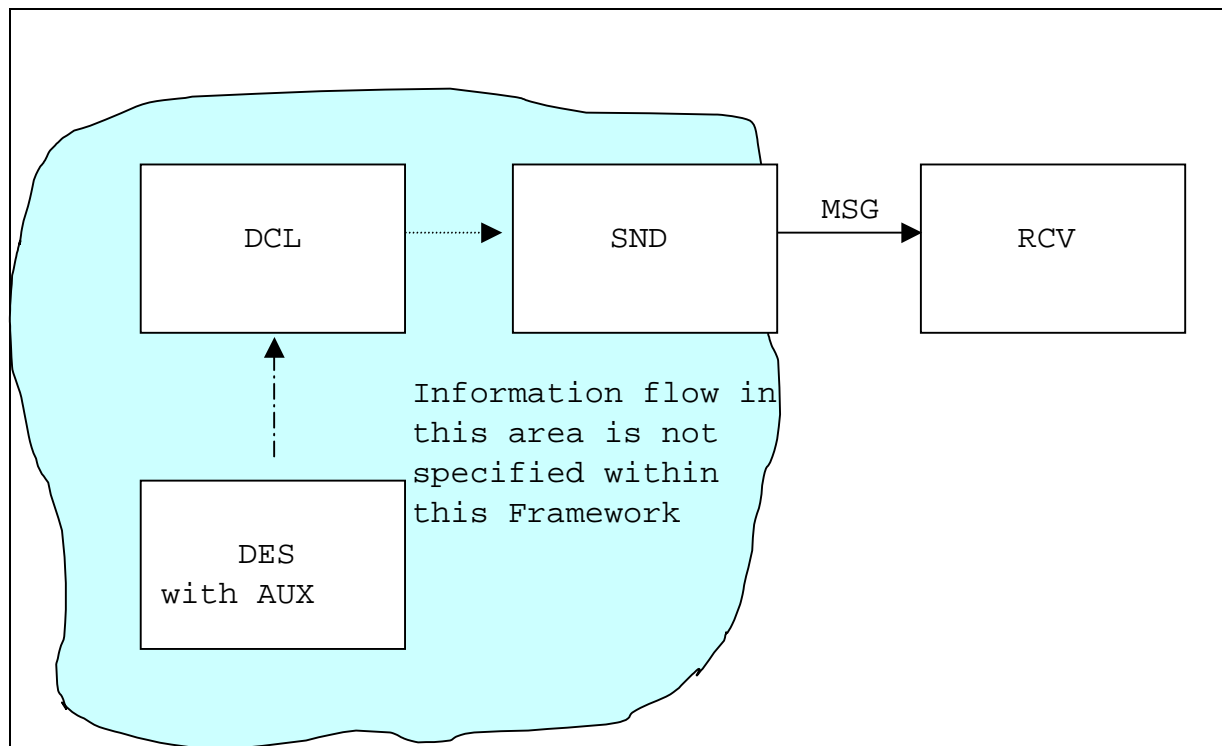 DCL
SND
MSG
RCV
Information flow in
this area is not
specified within
this Framework
DES
with AUX